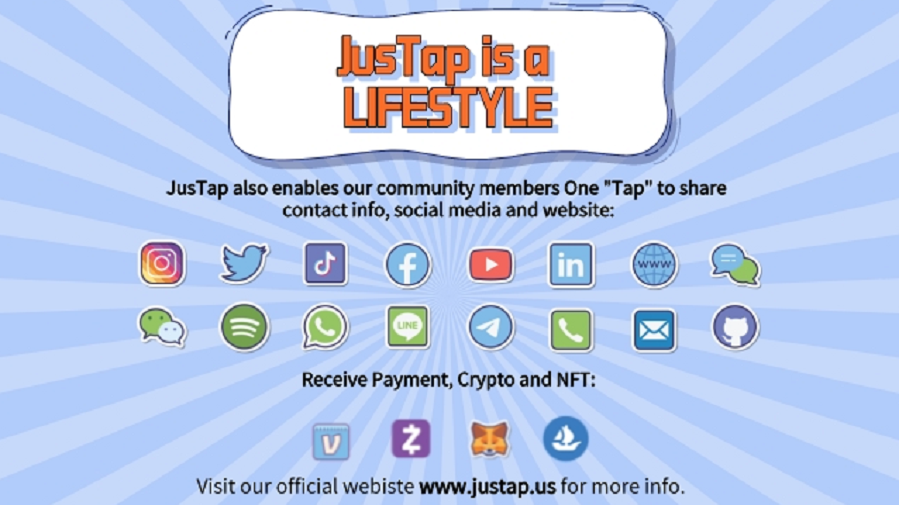 JusTap is a
LIFESTYLE
JusTap also enables our community members One "Tap" to share
contact info, social media and website:
WWW
LINE
Receive Payment, Crypto and NFT:
Visit our official webiste www.justap.us for more info.